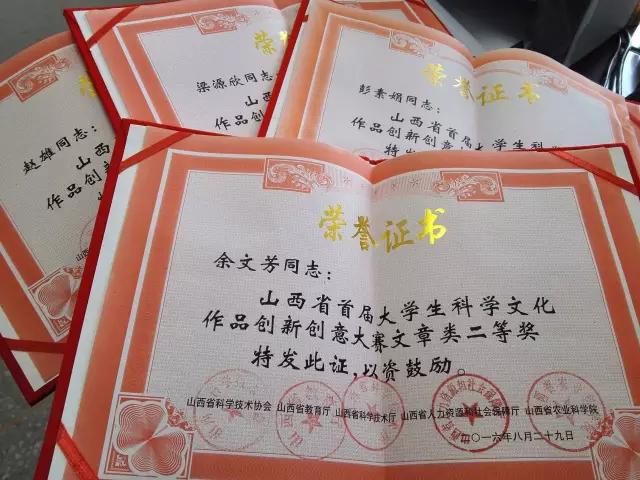 荣
赵雄同志：
山西
作品创新
荣誉
梁源欣同志
山西
作品创
荣誉证书
彭素娟同志：
山西省首届大学生科
作品创新创意大
特发
荣誉证书
余文芳同志：
山西省首届大学生科学文化
作品创新创意大赛文章类二等奖
特发此证，以资鼓励。
山西省科学技术协会 山西省教育厅 山西省科学技术厅 山西省人力资源和社会保障厅 山西省农业科学院
二〇一六年八月二十九日